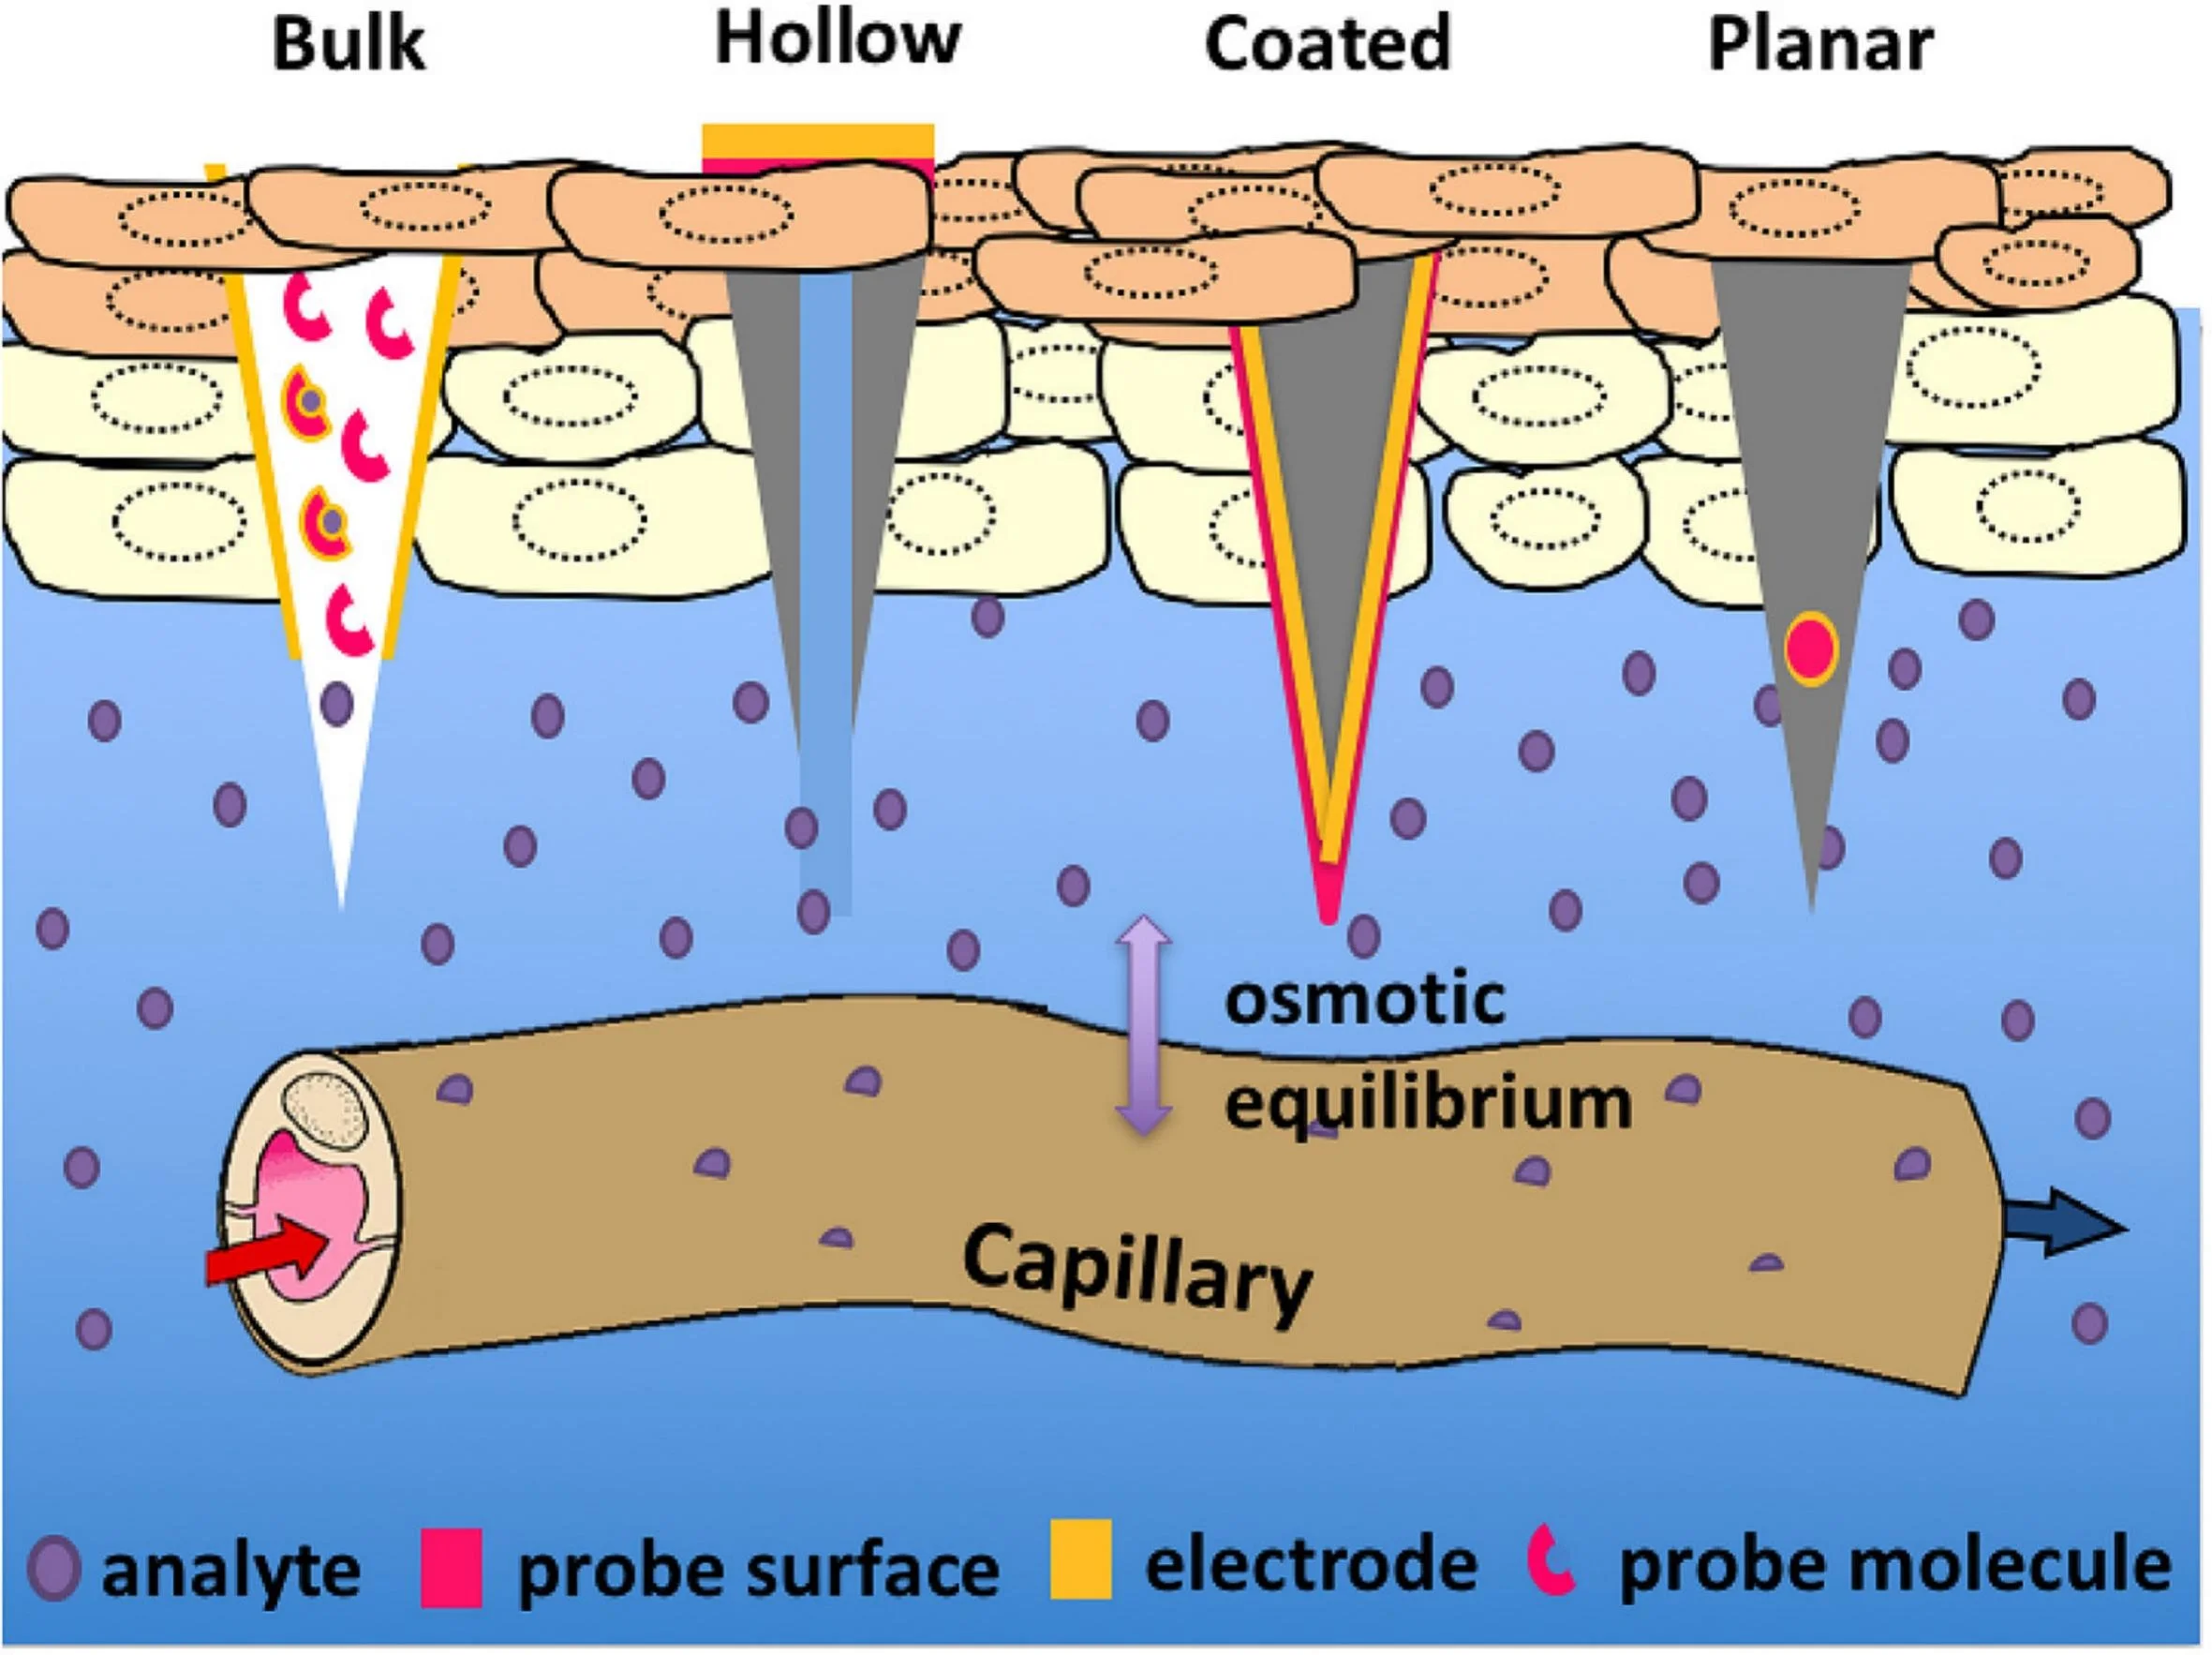 Bulk
Hollow
Coated
Planar
osmotic
equilibrium
Capillary
analyte
probe surface
electrode
probe molecule